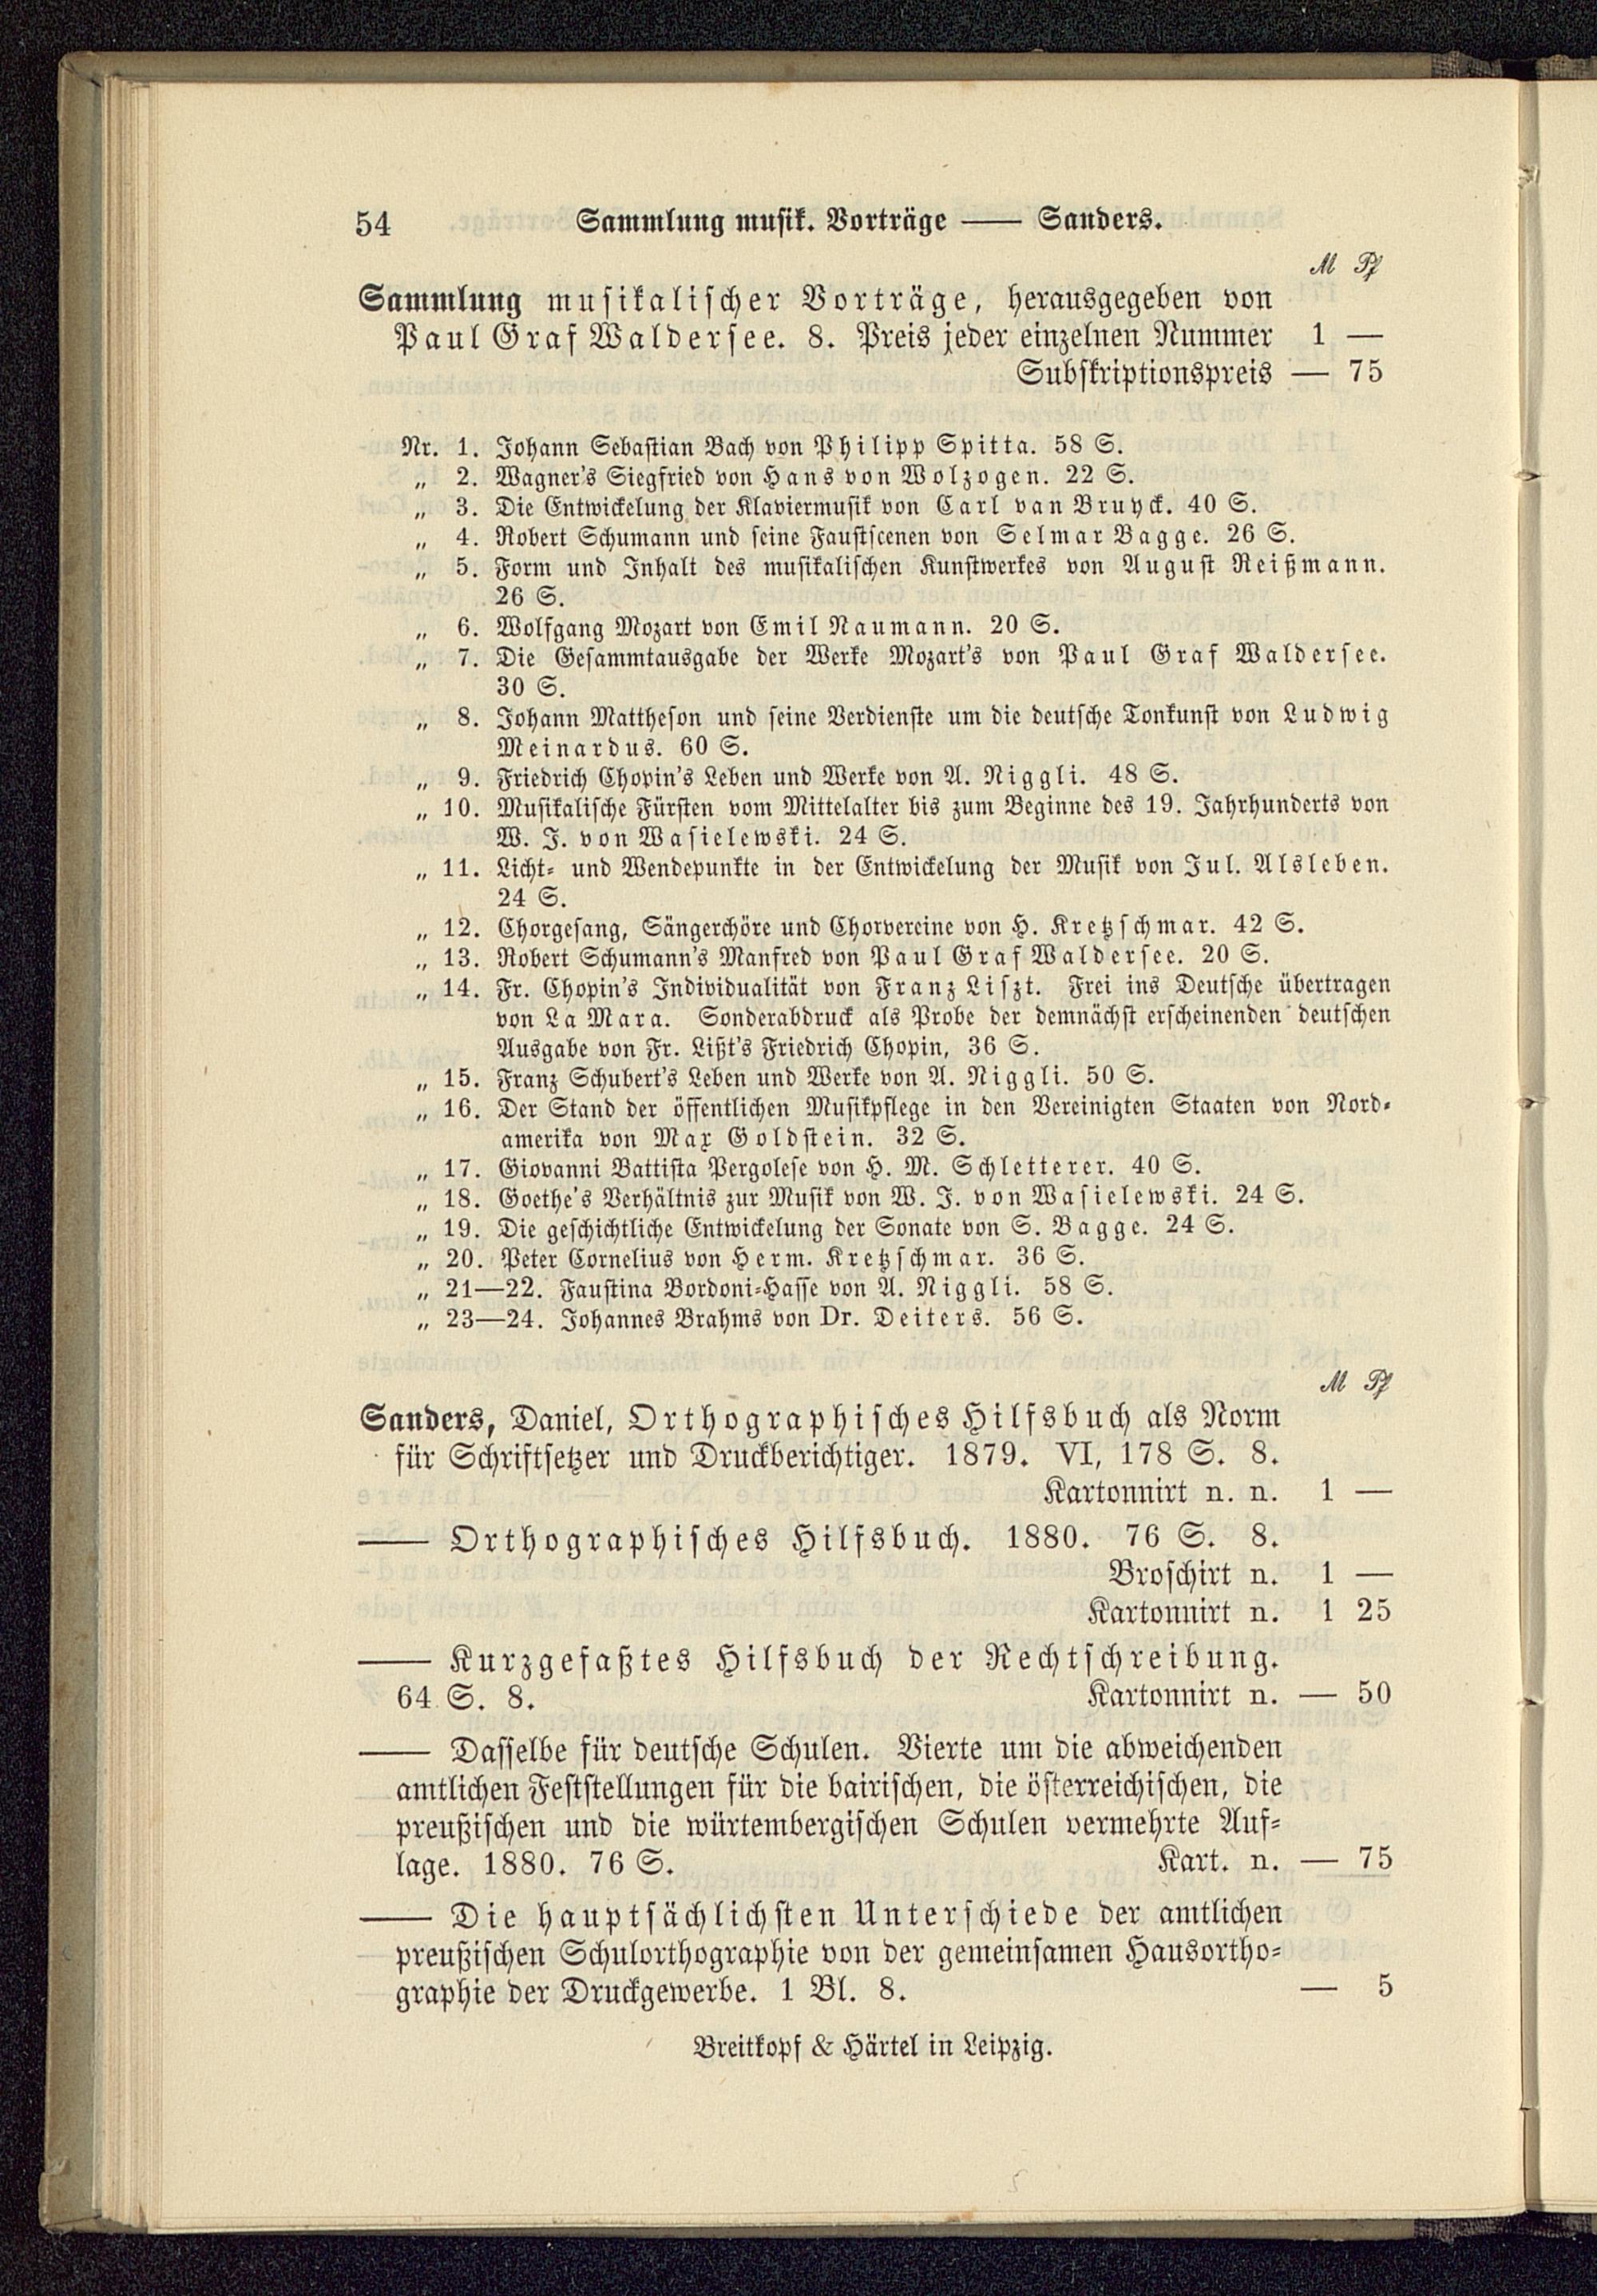 54 Sammlung musik. Vorträge —— Sanders.
M Pf
Sammlung musikalischer Vorträge, herausgegeben von
Paul Graf Waldersee. 8. Preis jeder einzelnen Nummer 1 —
Subskriptionspreis — 75
Nr. 1. Johann Sebastian Bach von Philipp Spitta. 58 S.
„ 2. Wagner's Siegfried von Hans von Wolzogen. 22 S.
„ 3. Die Entwickelung der Klaviermusik von Carl van Bruyck. 40 S.
„ 4. Robert Schumann und seine Faustscenen von Selmar Bagge. 26 S.
„ 5. Form und Inhalt des musikalischen Kunstwerkes von August Reißmann.
26 S.
„ 6. Wolfgang Mozart von Emil Naumann. 20 S.
„ 7. Die Gesammtausgabe der Werke Mozart's von Paul Graf Waldersee.
30 S.
„ 8. Johann Mattheson und seine Verdienste um die deutsche Tonkunst von Ludwig
Meinardus. 60 S.
„ 9. Friedrich Chopin's Leben und Werke von A. Niggli. 48 S.
„ 10. Musikalische Fürsten vom Mittelalter bis zum Beginne des 19. Jahrhunderts von
W. J. von Wasielewski. 24 S.
„ 11. Licht- und Wendepunkte in der Entwickelung der Musik von Jul. Alsleben.
24 S.
„ 12. Chorgesang, Sängerchöre und Chorvereine von H. Kretzschmar. 42 S.
„ 13. Robert Schumann's Manfred von Paul Graf Waldersee. 20 S.
„ 14. Fr. Chopin's Individualität von Franz Liszt. Frei ins Deutsche übertragen
von La Mara. Sonderabdruck als Probe der demnächst erscheinenden deutschen
Ausgabe von Fr. Lißt's Friedrich Chopin, 36 S.
„ 15. Franz Schubert's Leben und Werke von A. Niggli. 50 S.
„ 16. Der Stand der öffentlichen Musikpflege in den Vereinigten Staaten von Nord-
amerika von Max Goldstein. 32 S.
„ 17. Giovanni Battista Pergolese von H. M. Schletterer. 40 S.
„ 18. Goethe's Verhältnis zur Musik von W. J. von Wasielewski. 24 S.
„ 19. Die geschichtliche Entwickelung der Sonate von S. Bagge. 24 S.
„ 20. Peter Cornelius von Herm. Kretzschmar. 36 S.
„ 21—22. Faustina Bordoni-Hasse von A. Niggli. 58 S.
„ 23—24. Johannes Brahms von Dr. Deiters. 56 S.
M Pf
Sanders, Daniel, Orthographisches Hilfsbuch als Norm
für Schriftsetzer und Druckberichtiger. 1879. VI, 178 S. 8.
Kartonnirt n. n. 1 —
—— Orthographisches Hilfsbuch. 1880. 76 S. 8.
Broschirt n. 1 —
Kartonnirt n. 1 25
—— Kurzgefaßtes Hilfsbuch der Rechtschreibung.
64 S. 8. Kartonnirt n. — 50
—— Dasselbe für deutsche Schulen. Vierte um die abweichenden
amtlichen Feststellungen für die bairischen, die österreichischen, die
preußischen und die würtembergischen Schulen vermehrte Auf-
lage. 1880. 76 S. Kart. n. — 75
—— Die hauptsächlichsten Unterschiede der amtlichen
preußischen Schulorthographie von der gemeinsamen Hausortho-
graphie der Druckgewerbe. 1 Bl. 8. — 5
Breitkopf & Härtel in Leipzig.